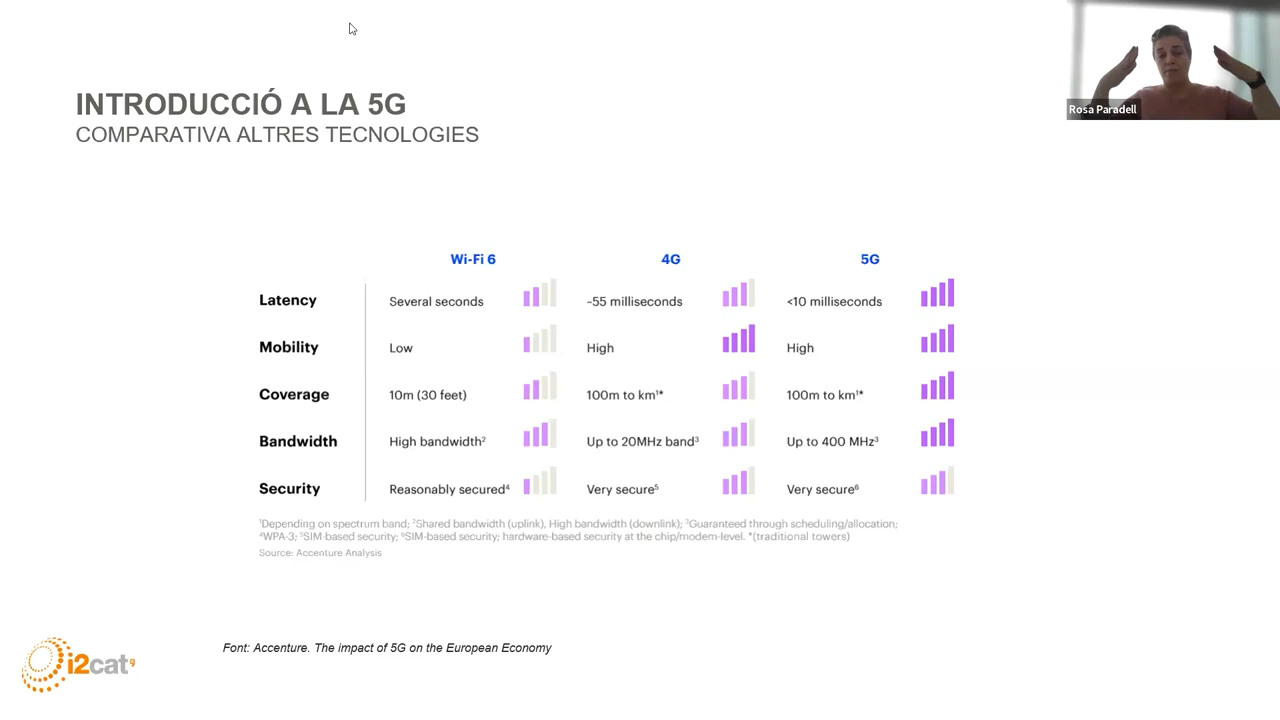 Rosa Paradell
INTRODUCCIÓ A LA 5G
COMPARATIVA ALTRES TECNOLOGIES
Wi-Fi 6 4G 5G
Latency Several seconds ~55 milliseconds <10 milliseconds
Mobility Low High High
Coverage 10m (30 feet) 100m to km¹* 100m to km¹*
Bandwidth High bandwidth² Up to 20MHz band³ Up to 400 MHz³
Security Reasonably secured⁴ Very secure⁵ Very secure⁶
¹Depending on spectrum band; ²Shared bandwidth (uplink), High bandwidth (downlink); ³Guaranteed through scheduling/allocation;
⁴WPA-3; ⁵SIM-based security; ⁶SIM-based security; hardware-based security at the chip/modem-level. *(traditional towers)
Source: Accenture Analysis
Font: Accenture. The impact of 5G on the European Economy
i2cat